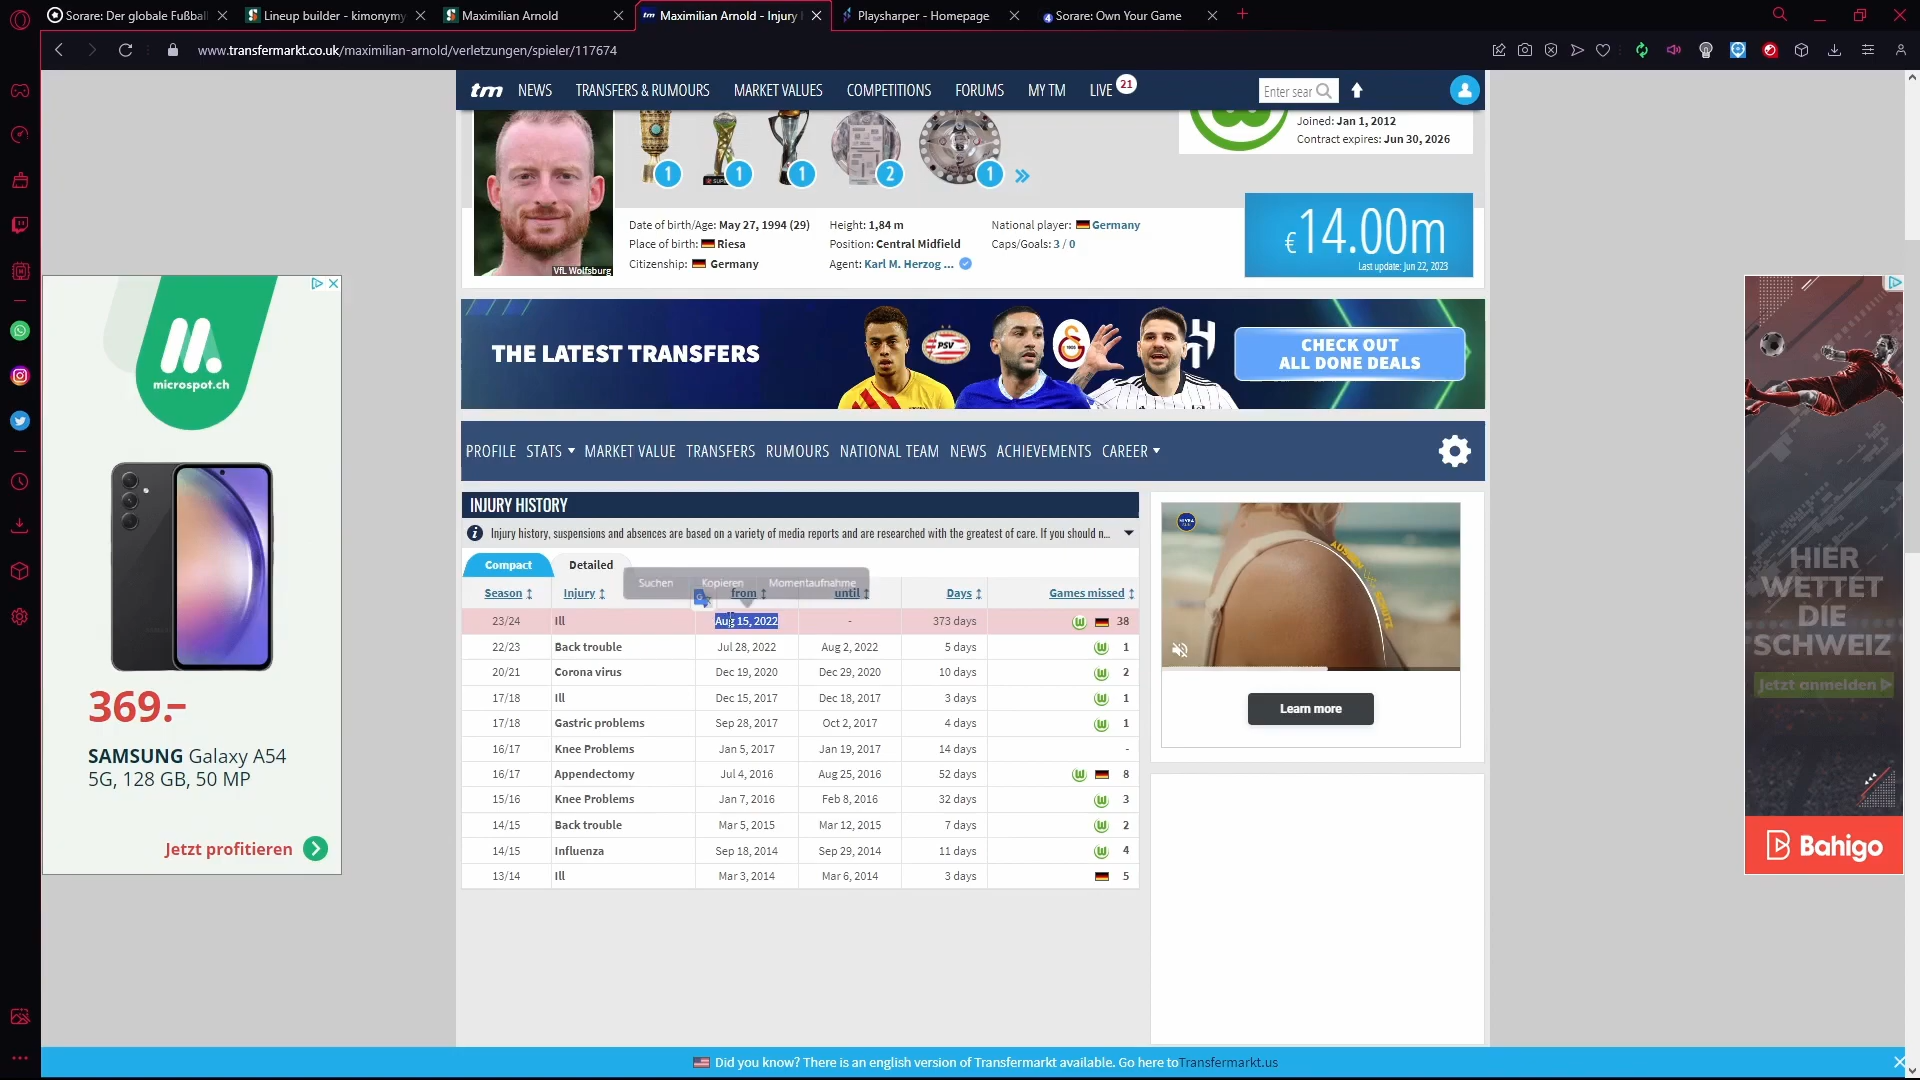 Sorare: Der globale Fußball
Lineup builder - kimonymy
Maximilian Arnold
Maximilian Arnold - Injury
Playsharper - Homepage
4 Sorare: Own Your Game
www.transfermarkt.co.uk/maximilian-arnold/verletzungen/spieler/117674
tm NEWS TRANSFERS & RUMOURS MARKET VALUES COMPETITIONS FORUMS MY TM LIVE 21
Enter sear
1 1 1 2 1 »
Joined: Jan 1, 2012
Contract expires: Jun 30, 2026
VfL Wolfsburg
Date of birth/Age: May 27, 1994 (29)
Place of birth: Riesa
Citizenship: Germany
Height: 1,84 m
Position: Central Midfield
Agent: Karl M. Herzog ...
National player: Germany
Caps/Goals: 3 / 0
€14.00m
Last update: Jun 22, 2023
THE LATEST TRANSFERS
PSV
CHECK OUT
ALL DONE DEALS
PROFILE STATS MARKET VALUE TRANSFERS RUMOURS NATIONAL TEAM NEWS ACHIEVEMENTS CAREER
INJURY HISTORY
Injury history, suspensions and absences are based on a variety of media reports and are researched with the greatest of care. If you should n...
Compact Detailed
Suchen Kopieren Momentaufnahme
Season Injury from until Days Games missed
23/24 Ill Aug 15, 2022 - 373 days 38
22/23 Back trouble Jul 28, 2022 Aug 2, 2022 5 days 1
20/21 Corona virus Dec 19, 2020 Dec 29, 2020 10 days 2
17/18 Ill Dec 15, 2017 Dec 18, 2017 3 days 1
17/18 Gastric problems Sep 28, 2017 Oct 2, 2017 4 days 1
16/17 Knee Problems Jan 5, 2017 Jan 19, 2017 14 days -
16/17 Appendectomy Jul 4, 2016 Aug 25, 2016 52 days 8
15/16 Knee Problems Jan 7, 2016 Feb 8, 2016 32 days 3
14/15 Back trouble Mar 5, 2015 Mar 12, 2015 7 days 2
14/15 Influenza Sep 18, 2014 Sep 29, 2014 11 days 4
13/14 Ill Mar 3, 2014 Mar 6, 2014 3 days 5
microspot.ch
369.–
SAMSUNG Galaxy A54
5G, 128 GB, 50 MP
Jetzt profitieren
NIVEA
Learn more
HIER
WETTET
DIE
SCHWEIZ
Jetzt anmelden
Bahigo
Did you know? There is an english version of Transfermarkt available. Go here to Transfermarkt.us